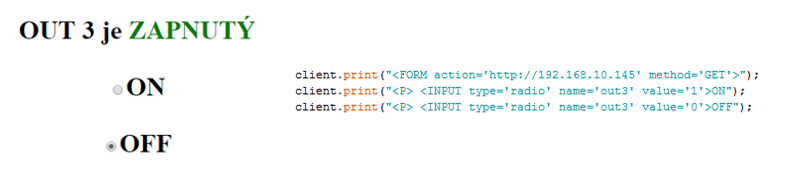 OUT 3 je ZAPNUTÝ
ON
OFF
client.print("<FORM action='http://192.168.10.145' method='GET'>");
client.print("<P> <INPUT type='radio' name='out3' value='1'>ON");
client.print("<P> <INPUT type='radio' name='out3' value='0'>OFF");